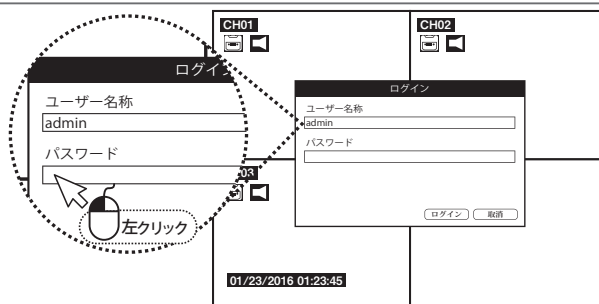 CH01
CH02
ログイン
ユーザー名称
admin
パスワード
左クリック
ログイン
ユーザー名称
admin
パスワード
ログイン 取消
03
01/23/2016 01:23:45